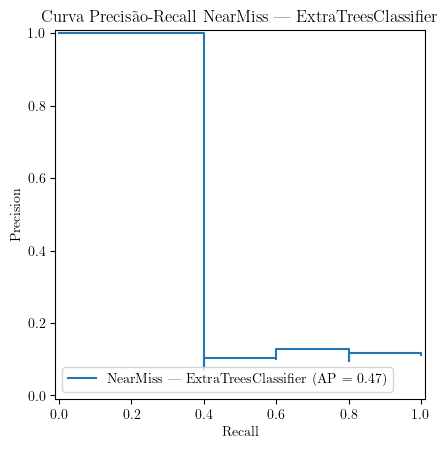 Curva Precisão-Recall NearMiss — ExtraTreesClassifier
1.0
0.8
0.6
0.4
0.2
0.0
Precision
NearMiss — ExtraTreesClassifier (AP = 0.47)
0.0 0.2 0.4 0.6 0.8 1.0
Recall